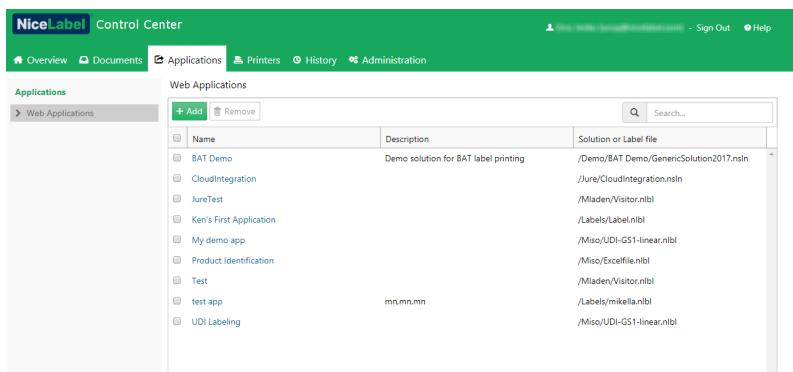 NiceLabel Control Center
- Sign Out Help
Overview Documents Applications Printers History Administration
Applications
Web Applications
Web Applications
+ Add Remove Search...
Name Description Solution or Label file
BAT Demo Demo solution for BAT label printing /Demo/BAT Demo/GenericSolution2017.nsln
CloudIntegration /Jure/CloudIntegration.nsln
JureTest /Mladen/Visitor.nlbl
Ken's First Application /Labels/Label.nlbl
My demo app /Miso/UDI-GS1-linear.nlbl
Product Identification /Miso/Excelfile.nlbl
Test /Mladen/Visitor.nlbl
test app mn,mn,mn /Labels/mikella.nlbl
UDI Labeling /Miso/UDI-GS1-linear.nlbl